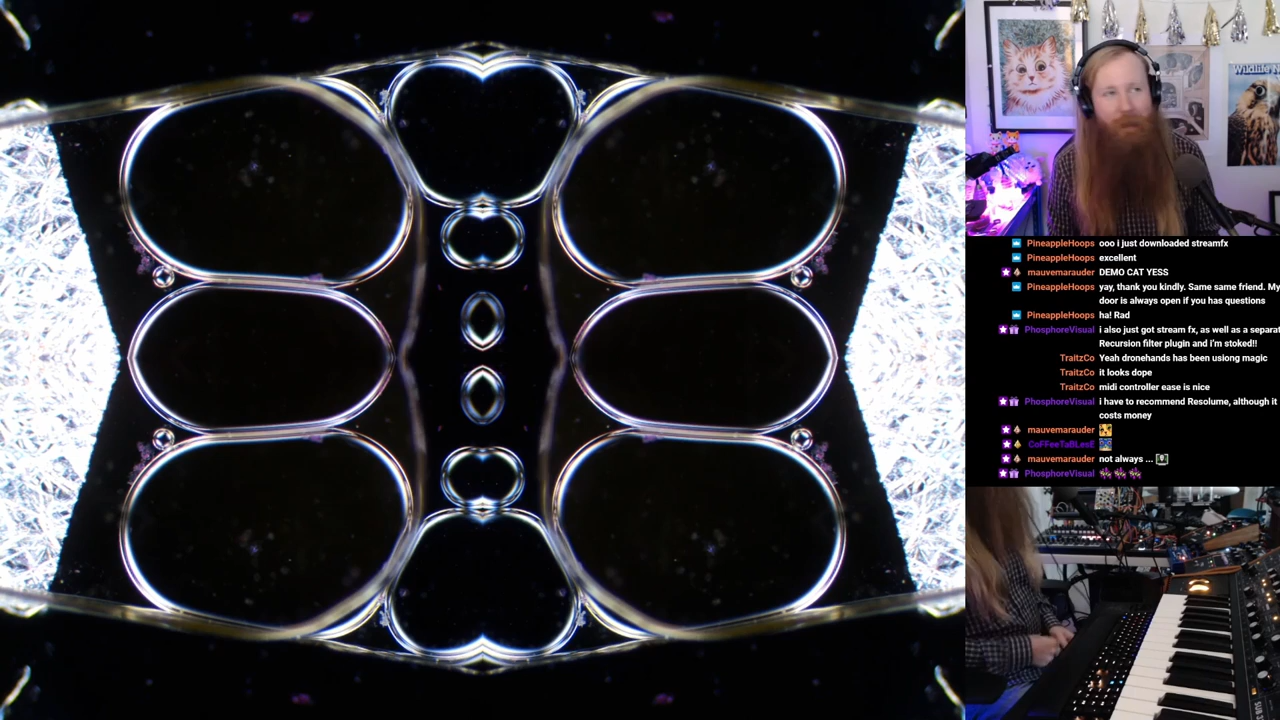 Wildlife N
PineappleHoops ooo i just downloaded streamfx
PineappleHoops excellent
mauvemarauder DEMO CAT YESS
PineappleHoops yay, thank you kindly. Same same friend. My
door is always open if you has questions
PineappleHoops ha! Rad
PhosphoreVisual i also just got stream fx, as well as a separat
Recursion filter plugin and i'm stoked!!
TraitzCo Yeah dronehands has been usiong magic
TraitzCo it looks dope
TraitzCo midi controller ease is nice
PhosphoreVisual i have to recommend Resolume, although it
costs money
mauvemarauder
CoFFeeTaBLesE
mauvemarauder not always ...
PhosphoreVisual
SUB